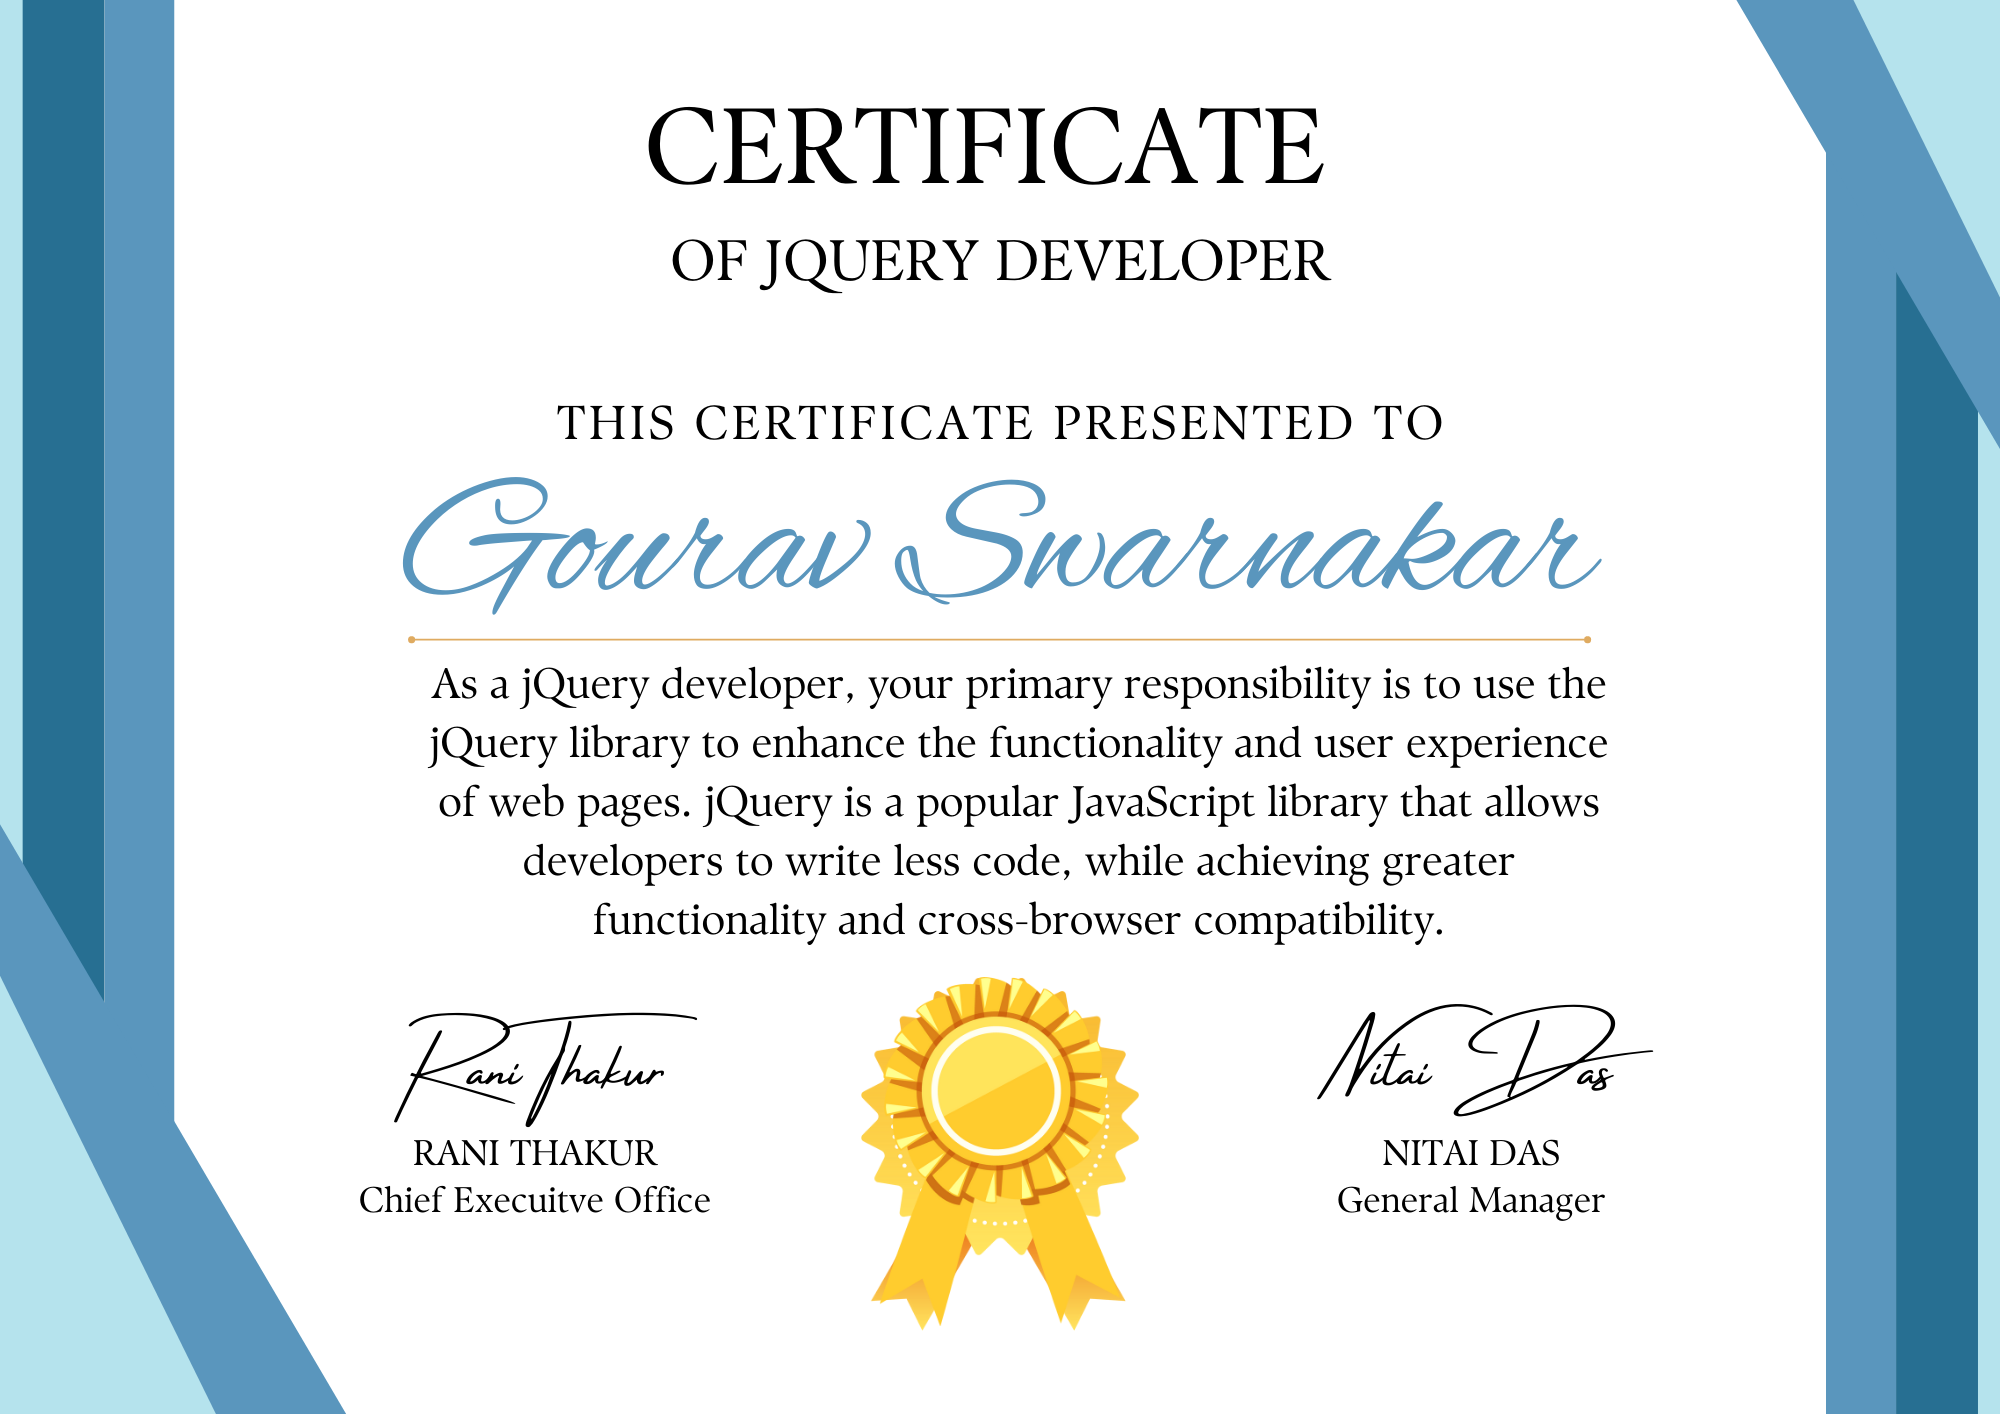 CERTIFICATE
OF JQUERY DEVELOPER
THIS CERTIFICATE PRESENTED TO
Gourav Swarnakar
As a jQuery developer, your primary responsibility is to use the
jQuery library to enhance the functionality and user experience
of web pages. jQuery is a popular JavaScript library that allows
developers to write less code, while achieving greater
functionality and cross-browser compatibility.
Rani Thakur
RANI THAKUR
Chief Execuitve Office
Nitai Das
NITAI DAS
General Manager